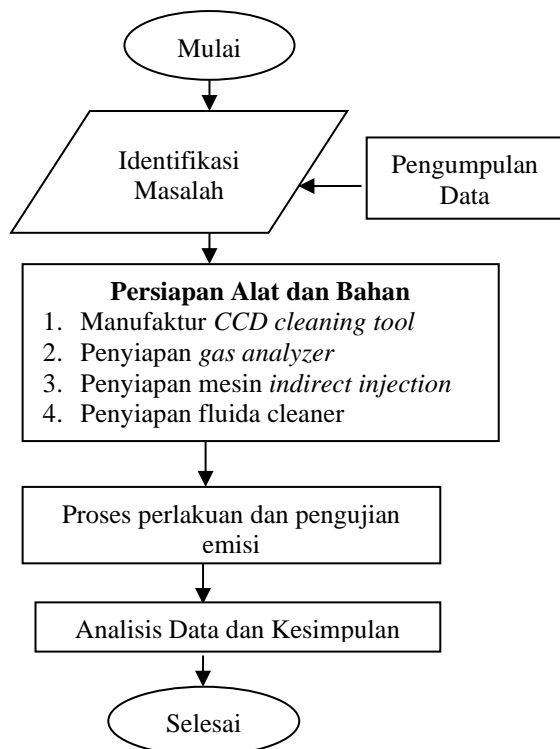 Mulai
Identifikasi
Masalah
Pengumpulan
Data
Persiapan Alat dan Bahan
1. Manufaktur CCD cleaning tool
2. Penyiapan gas analyzer
3. Penyiapan mesin indirect injection
4. Penyiapan fluida cleaner
Proses perlakuan dan pengujian
emisi
Analisis Data dan Kesimpulan
Selesai